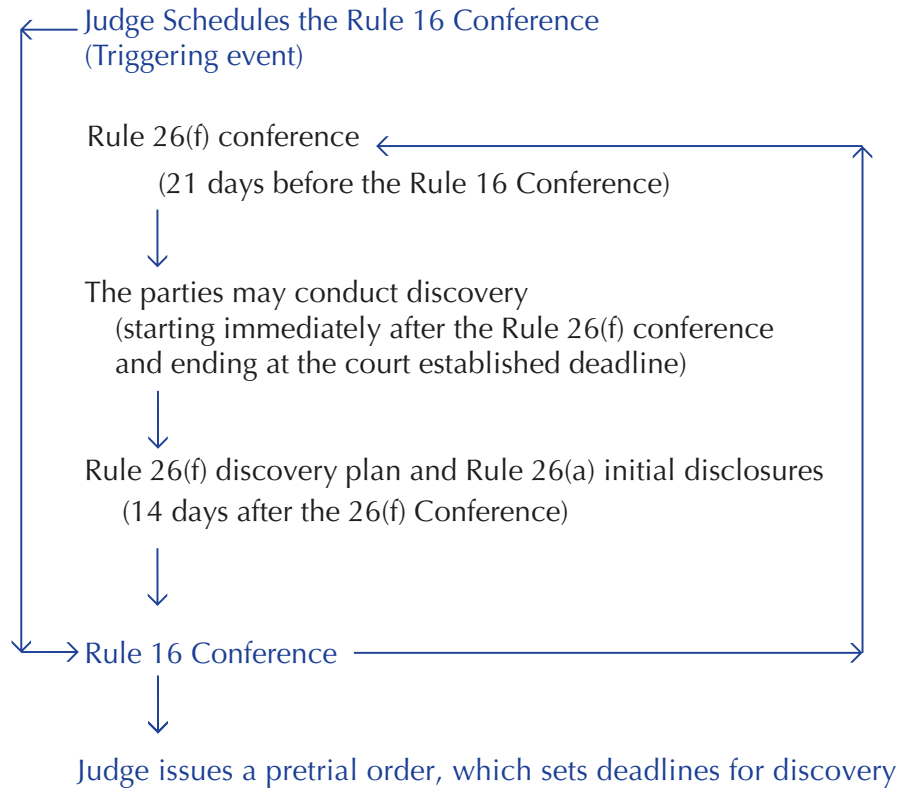 Judge Schedules the Rule 16 Conference
(Triggering event)
Rule 26(f) conference
(21 days before the Rule 16 Conference)
The parties may conduct discovery
(starting immediately after the Rule 26(f) conference
and ending at the court established deadline)
Rule 26(f) discovery plan and Rule 26(a) initial disclosures
(14 days after the 26(f) Conference)
Rule 16 Conference
Judge issues a pretrial order, which sets deadlines for discovery